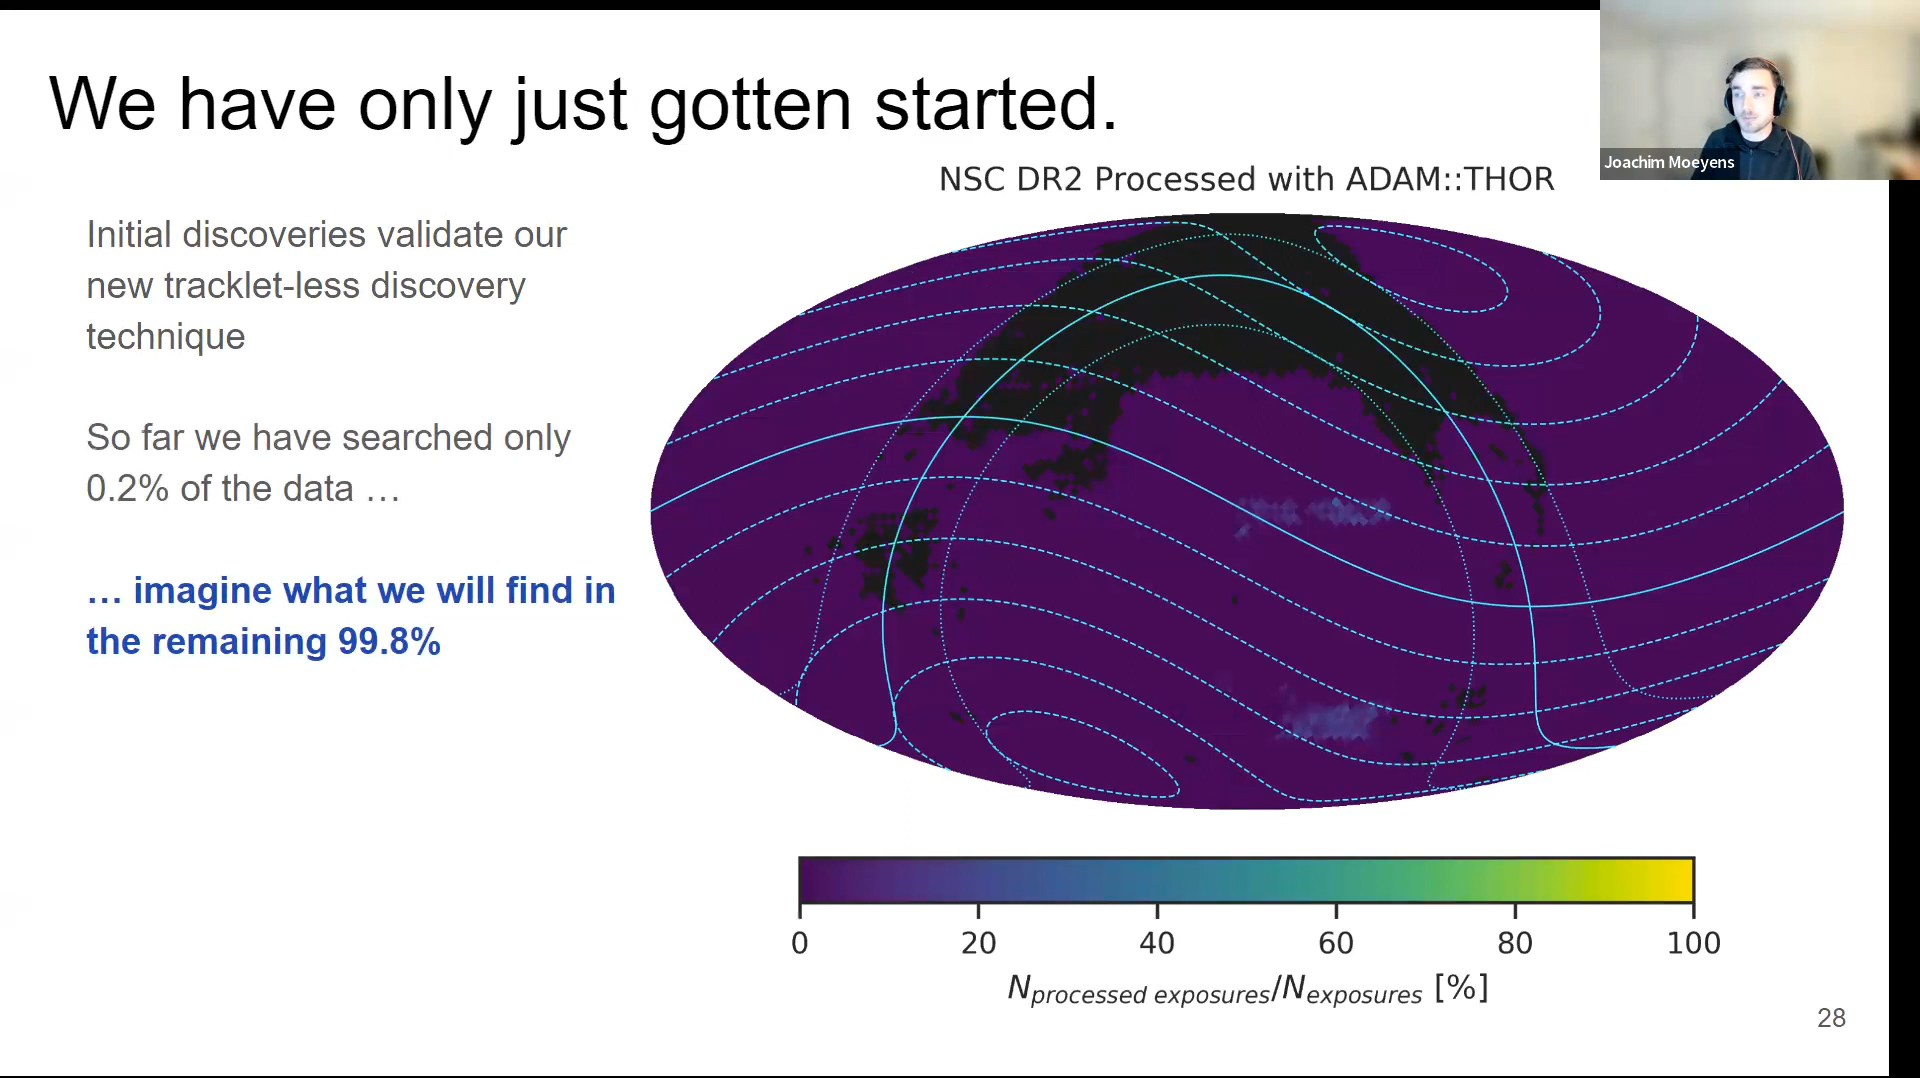 We have only just gotten started.
Joachim Moeyens
NSC DR2 Processed with ADAM::THOR
Initial discoveries validate our
new tracklet-less discovery
technique
So far we have searched only
0.2% of the data …
… imagine what we will find in
the remaining 99.8%
0 20 40 60 80 100
Nprocessed exposures/Nexposures [%]
28